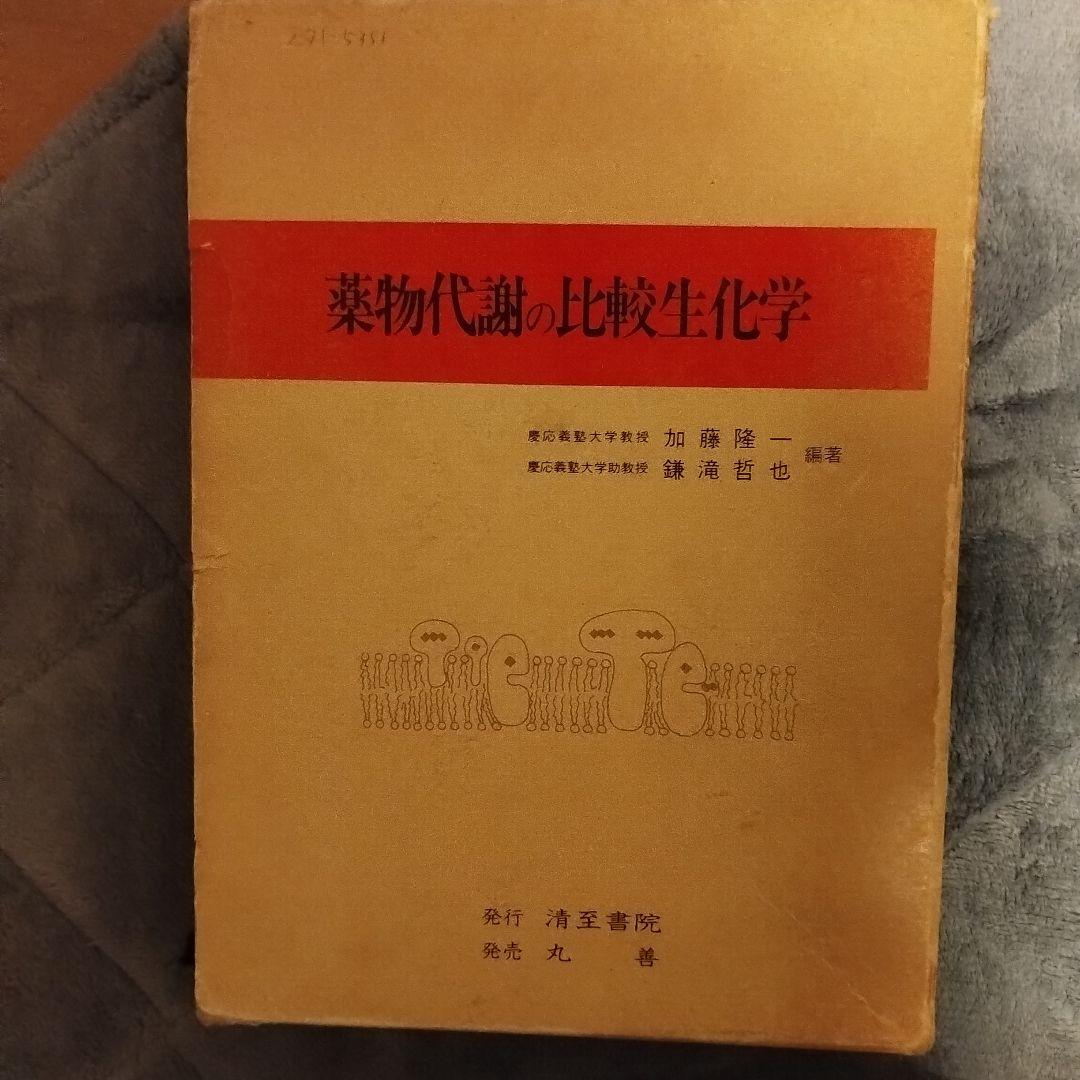 271-5351
薬物代謝の比較生化学
慶応義塾大学教授 加藤隆一
慶応義塾大学助教授 鎌滝哲也 編著
発行 清至書院
発売 丸善